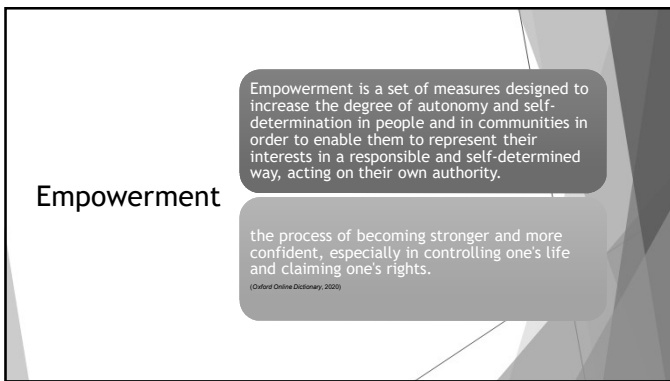 Empowerment
Empowerment is a set of measures designed to
increase the degree of autonomy and self-
determination in people and in communities in
order to enable them to represent their
interests in a responsible and self-determined
way, acting on their own authority.
the process of becoming stronger and more
confident, especially in controlling one's life
and claiming one's rights.
(Oxford Online Dictionary, 2020)